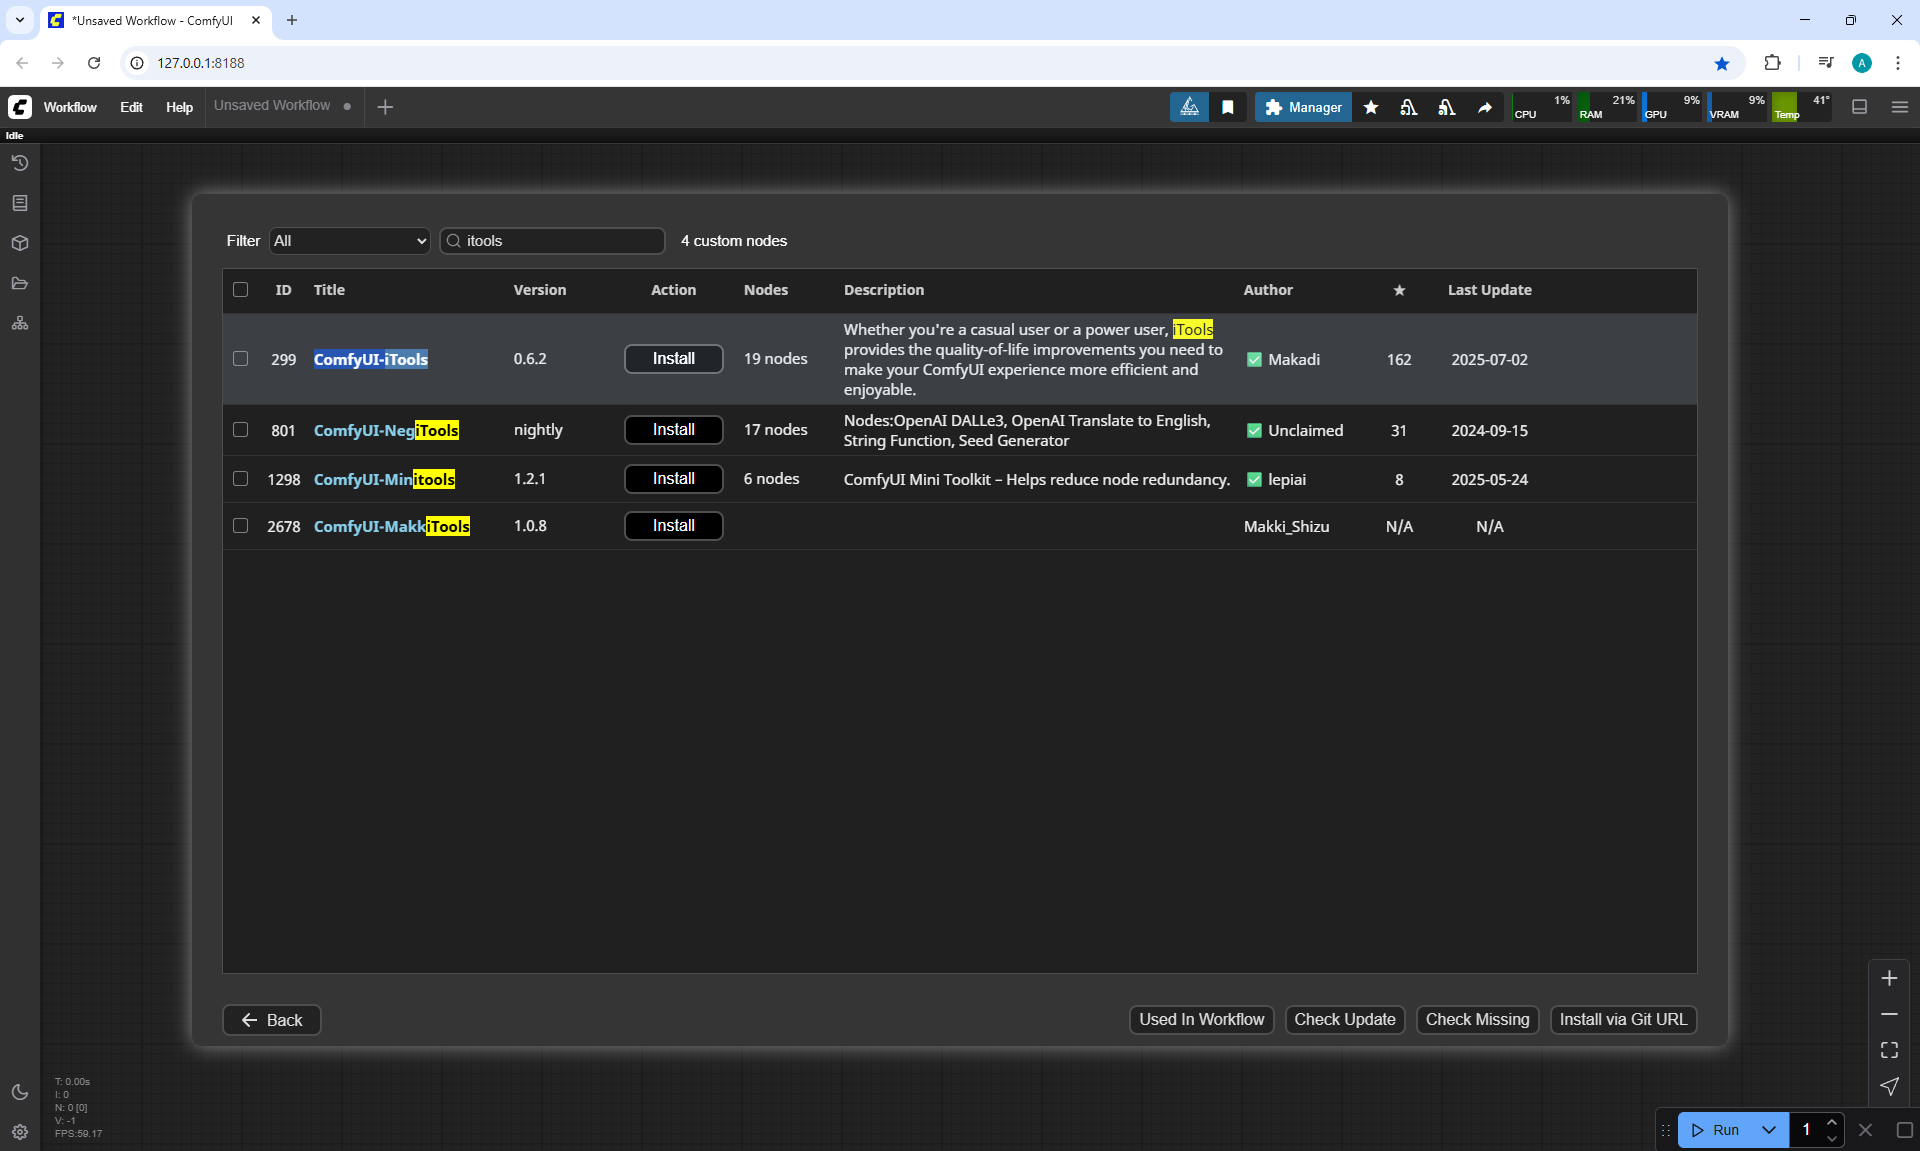 *Unsaved Workflow - ComfyUI
127.0.0.1:8188
Workflow Edit Help Unsaved Workflow Manager CPU 1% RAM 21% GPU 9% VRAM 9% Temp 41°
Idle
Filter All itools 4 custom nodes
ID Title Version Action Nodes Description Author ★ Last Update
299 ComfyUI-iTools 0.6.2 Install 19 nodes Whether you're a casual user or a power user, iTools
provides the quality-of-life improvements you need to
make your ComfyUI experience more efficient and
enjoyable.
Makadi 162 2025-07-02
801 ComfyUI-NegiTools nightly Install 17 nodes Nodes:OpenAI DALLe3, OpenAI Translate to English,
String Function, Seed Generator
Unclaimed 31 2024-09-15
1298 ComfyUI-Minitools 1.2.1 Install 6 nodes ComfyUI Mini Toolkit – Helps reduce node redundancy. lepiai 8 2025-05-24
2678 ComfyUI-MakkiTools 1.0.8 Install Makki_Shizu N/A N/A
Back Used In Workflow Check Update Check Missing Install via Git URL
T: 0.00s
I: 0
N: 0 [0]
V: -1
FPS:59.17
Run 1
A